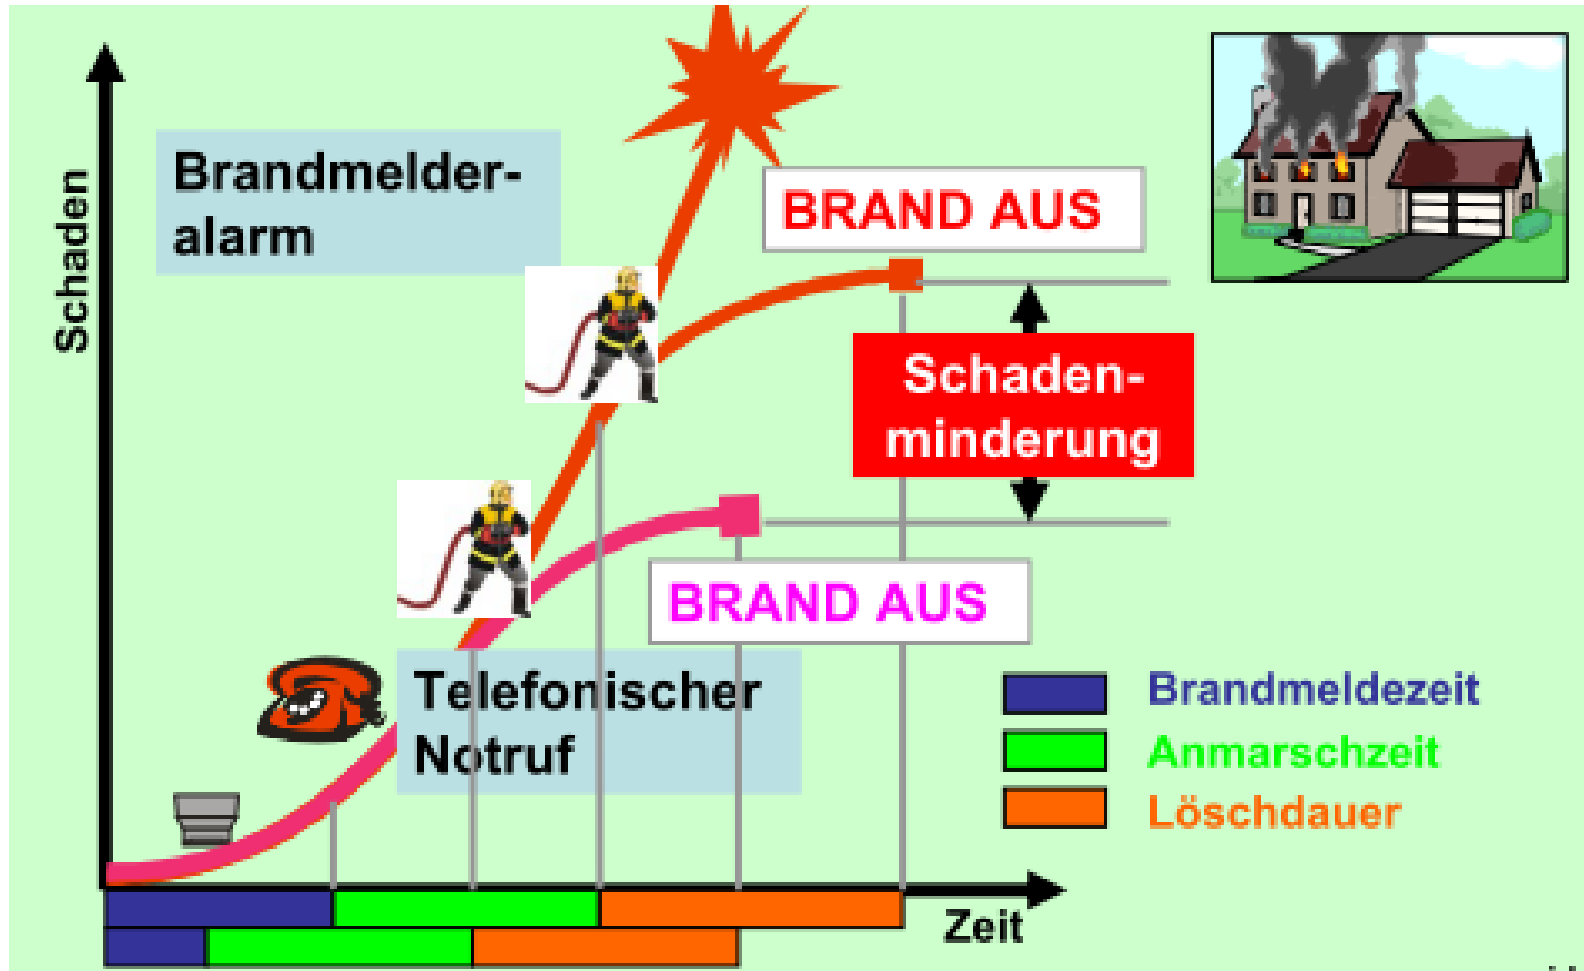 Schaden
Brandmelder-
alarm
BRAND AUS
Schaden-
minderung
BRAND AUS
Telefonischer
Notruf
Brandmeldezeit
Anmarschzeit
Löschdauer
Zeit